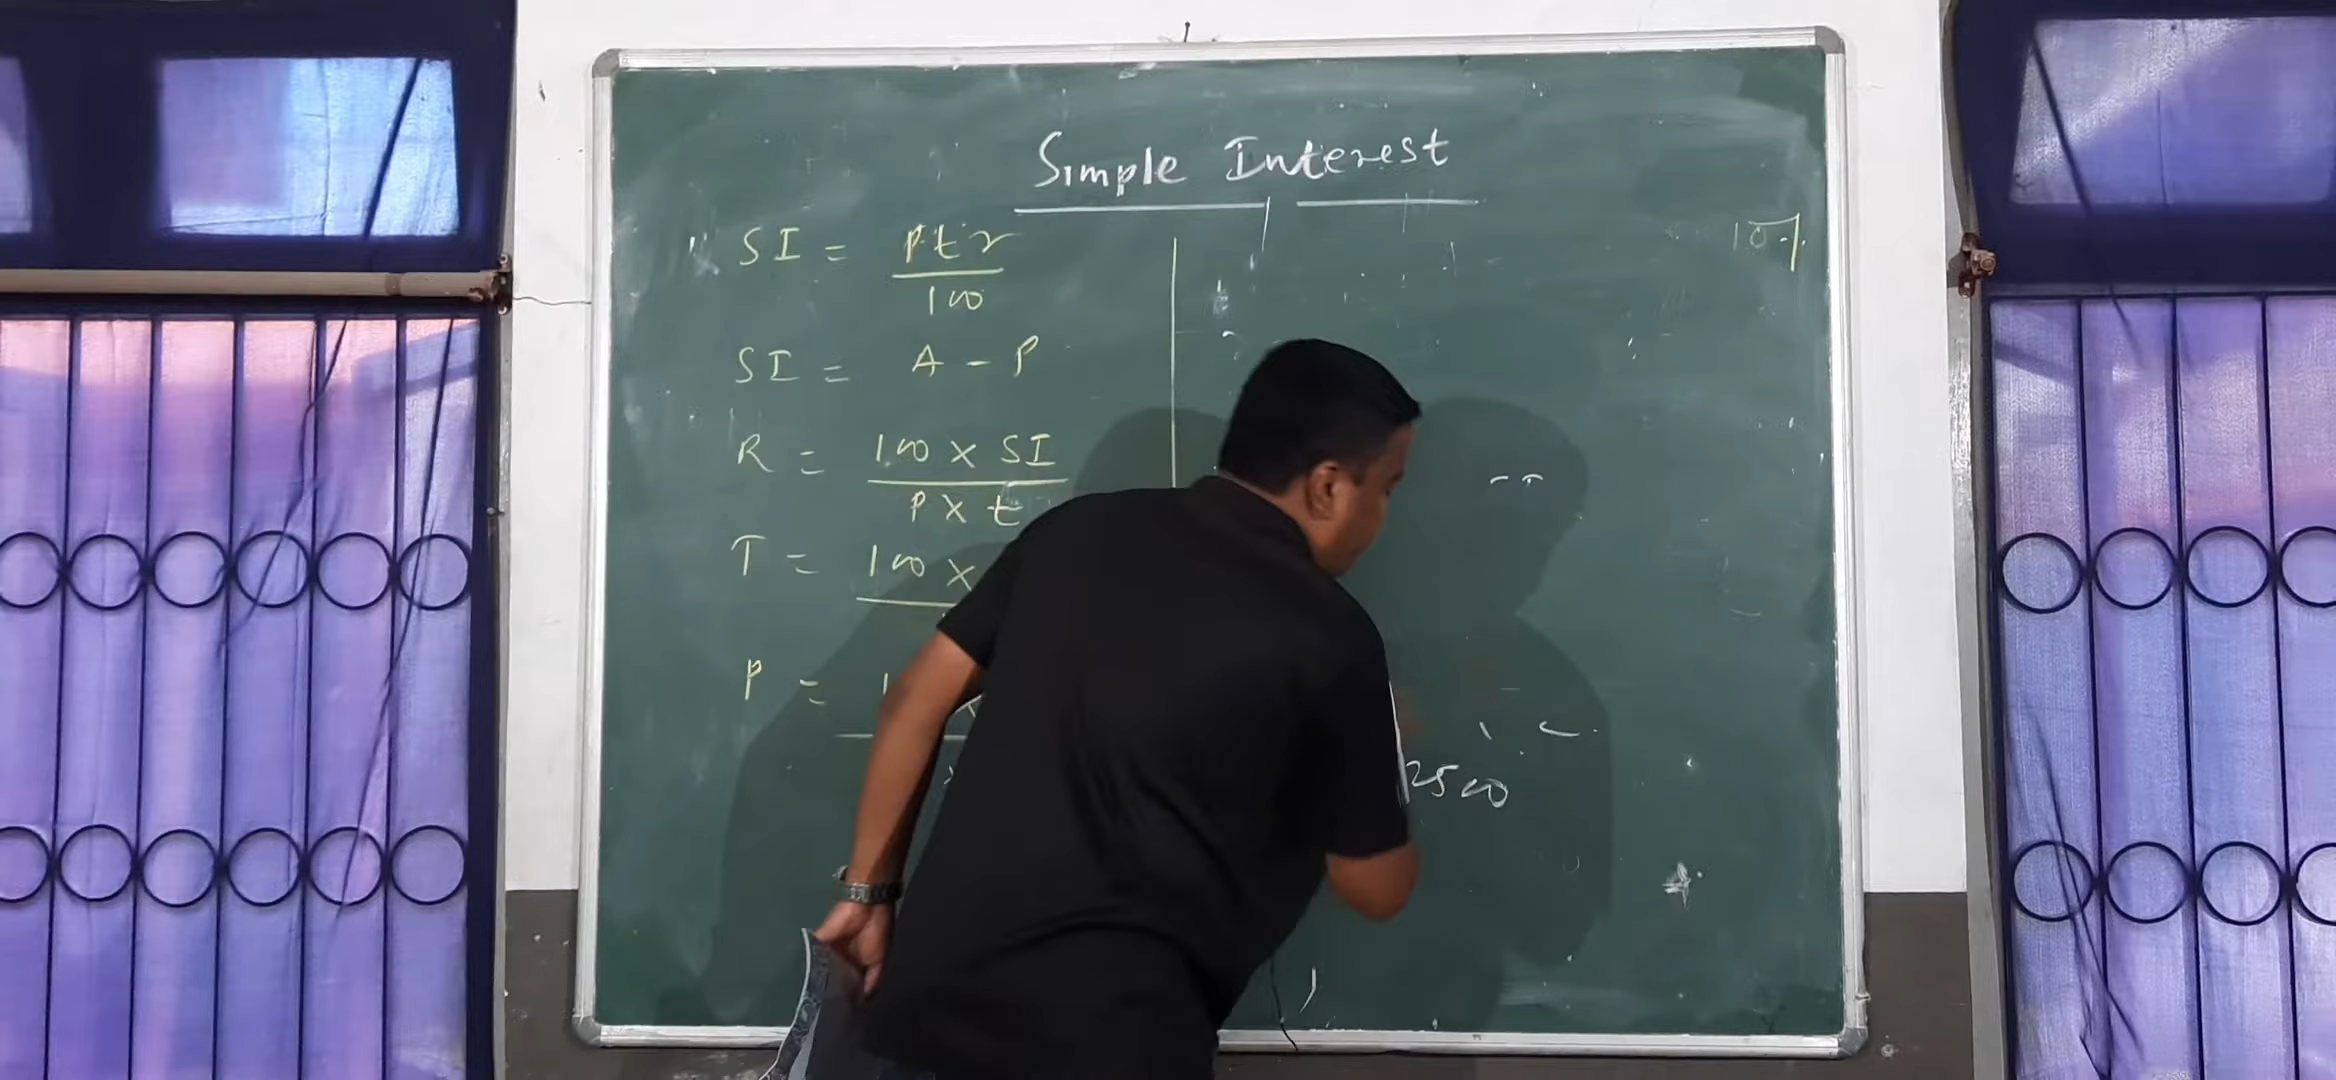 Simple Interest
SI = ptr
100
SI = A - P
R = 100 x SI
P x t
T = 100 x
P =
10%
2500